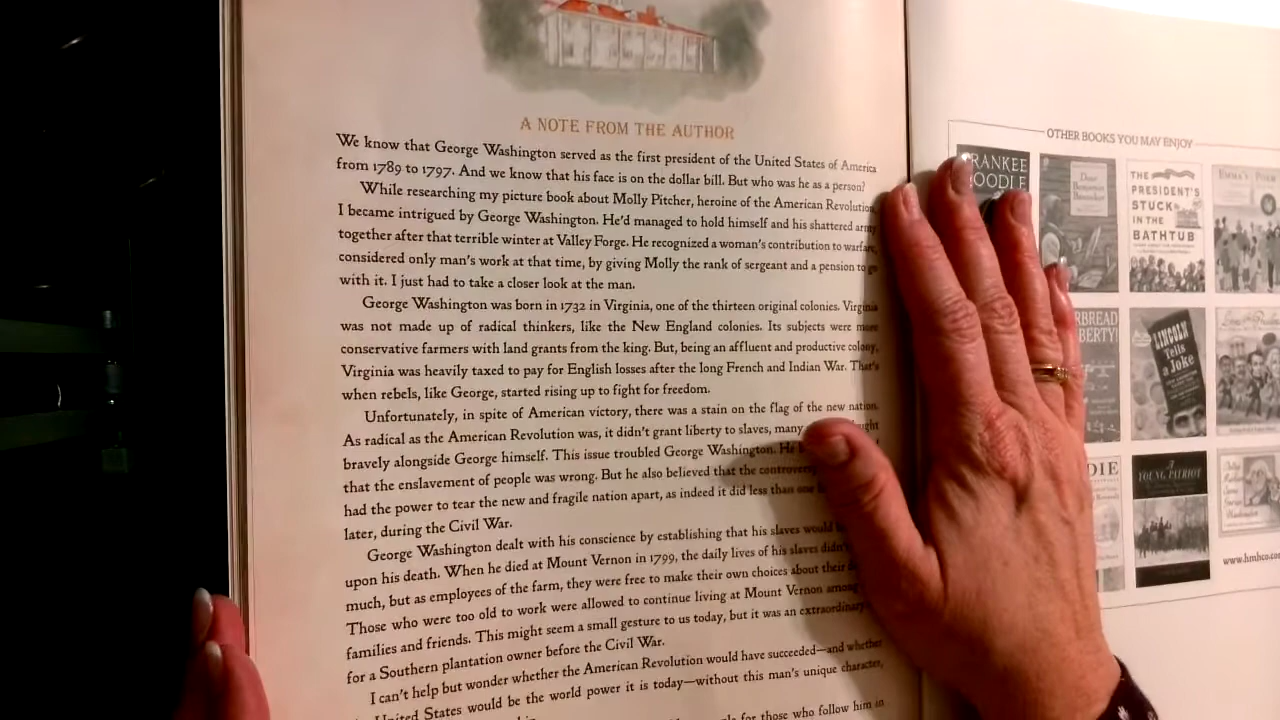 A NOTE FROM THE AUTHOR
We know that George Washington served as the first president of the United States of America
from 1789 to 1797. And we know that his face is on the dollar bill. But who was he as a person?
While researching my picture book about Molly Pitcher, heroine of the American Revolution,
I became intrigued by George Washington. He'd managed to hold himself and his shattered army
together after that terrible winter at Valley Forge. He recognized a woman's contribution to warfare,
considered only man's work at that time, by giving Molly the rank of sergeant and a pension to go
with it. I just had to take a closer look at the man.
George Washington was born in 1732 in Virginia, one of the thirteen original colonies. Virginia
was not made up of radical thinkers, like the New England colonies. Its subjects were more
conservative farmers with land grants from the king. But, being an affluent and productive colony,
Virginia was heavily taxed to pay for English losses after the long French and Indian War. That's
when rebels, like George, started rising up to fight for freedom.
Unfortunately, in spite of American victory, there was a stain on the flag of the new nation.
As radical as the American Revolution was, it didn't grant liberty to slaves, many
bravely alongside George himself. This issue troubled George Washington. He
that the enslavement of people was wrong. But he also believed that the
had the power to tear the new and fragile nation apart, as indeed it did less than one
later, during the Civil War.
George Washington dealt with his conscience by establishing that his slaves would
upon his death. When he died at Mount Vernon in 1799, the daily lives of his slaves
much, but as employees of the farm, they were free to make their own choices about their
Those who were too old to work were allowed to continue living at Mount Vernon
families and friends. This might seem a small gesture to us today, but it was an extraordinary
for a Southern plantation owner before the Civil War.
I can't help but wonder whether the American Revolution would have succeeded—and whether
United States would be the world power it is today—without this man's unique character,
for those who follow him in
OTHER BOOKS YOU MAY ENJOY
Dear
Benjamin
Banneker
THE
PRESIDENT'S
STUCK
IN THE
BATHTUB
EMMA'S POEM
LINCOLN
Tells
a Joke
YOUNG PATRIOT